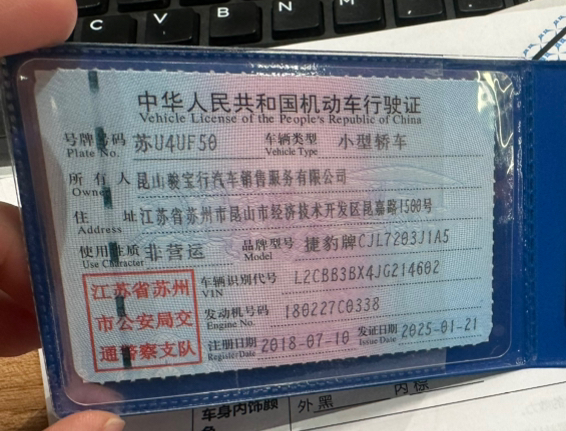 C V B N M
中华人民共和国机动车行驶证
Vehicle License of the People's Republic of China
号牌号码 苏U4UF50 车辆类型 小型轿车
Plate No. Vehicle Type
所有人 昆山骏宝行汽车销售服务有限公司
Owner
住址 江苏省苏州市昆山市经济技术开发区昆嘉路1500号
Address
使用性质 非营运 品牌型号 捷豹牌CJL7203J1A5
Use Character Model
江苏省苏州
市公安局交
通警察支队
车辆识别代号 L2CBB3BX4JG214602
VIN
发动机号码 180227C0338
Engine No.
注册日期 2018-07-10 发证日期 2025-01-21
Register Date Issue Date
车身内饰颜 外 黑 内 棕
色